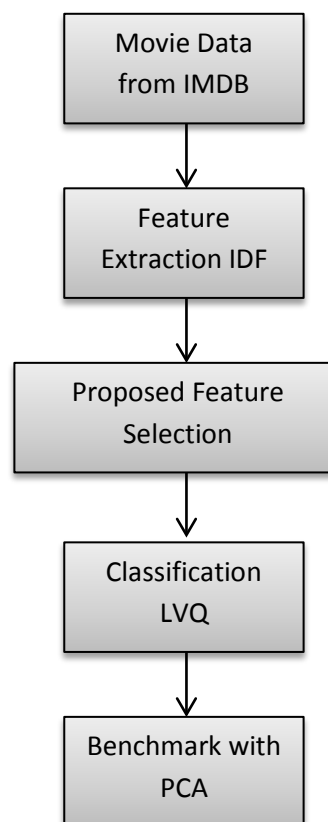 Movie Data
from IMDB
Feature
Extraction IDF
Proposed Feature
Selection
Classification
LVQ
Benchmark with
PCA